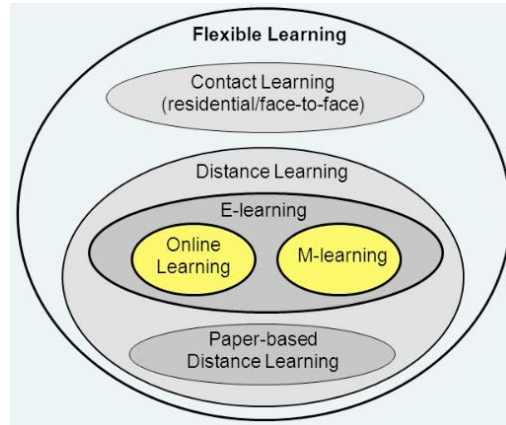 Flexible Learning
Contact Learning
(residential/face-to-face)
Distance Learning
E-learning
Online
Learning
M-learning
Paper-based
Distance Learning